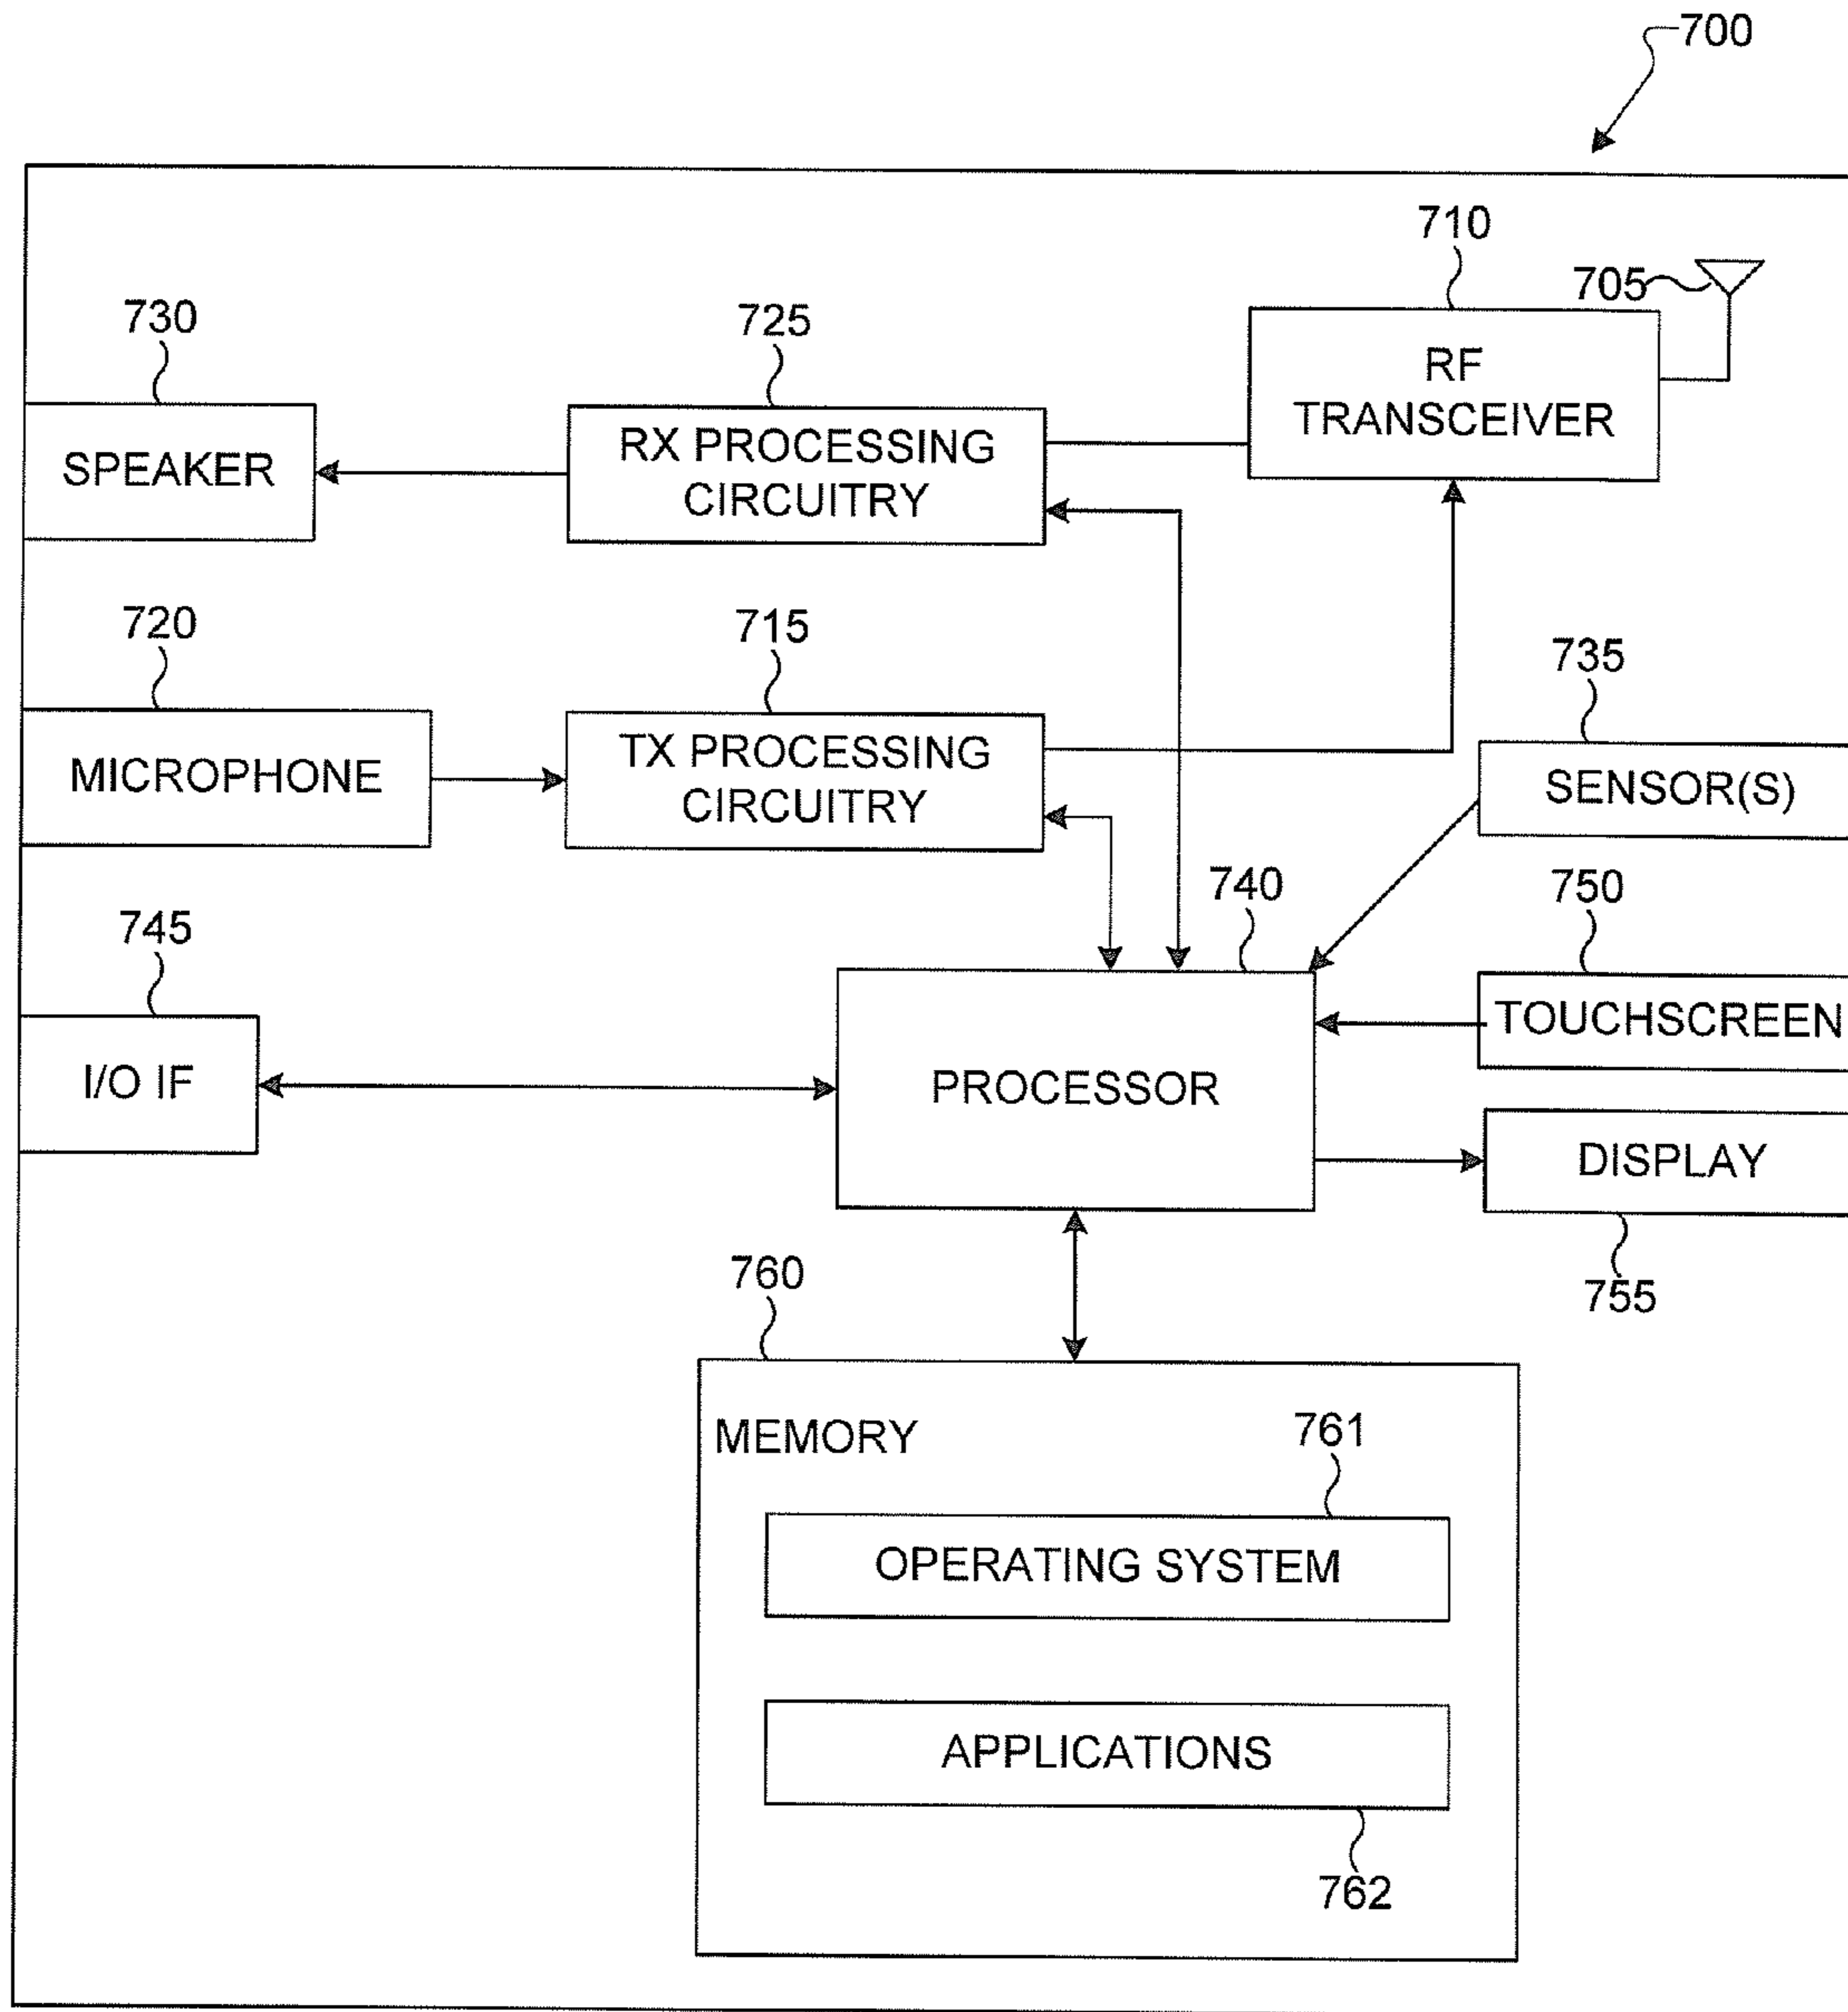 700
710
705
730
725
RF
TRANSCEIVER
SPEAKER
RX PROCESSING
CIRCUITRY
720
715
735
MICROPHONE
TX PROCESSING
CIRCUITRY
SENSOR(S)
745
740
750
I/O IF
PROCESSOR
TOUCHSCREEN
DISPLAY
755
760
MEMORY
761
OPERATING SYSTEM
APPLICATIONS
762